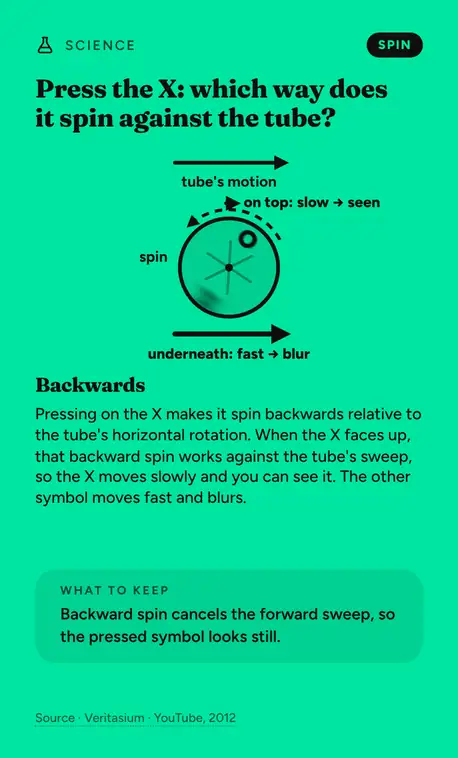 SCIENCE
SPIN
Press the X: which way does
it spin against the tube?
tube's motion
on top: slow → seen
spin
underneath: fast → blur
Backwards
Pressing on the X makes it spin backwards relative to
the tube's horizontal rotation. When the X faces up,
that backward spin works against the tube's sweep,
so the X moves slowly and you can see it. The other
symbol moves fast and blurs.
WHAT TO KEEP
Backward spin cancels the forward sweep, so
the pressed symbol looks still.
Source · Veritasium · YouTube, 2012